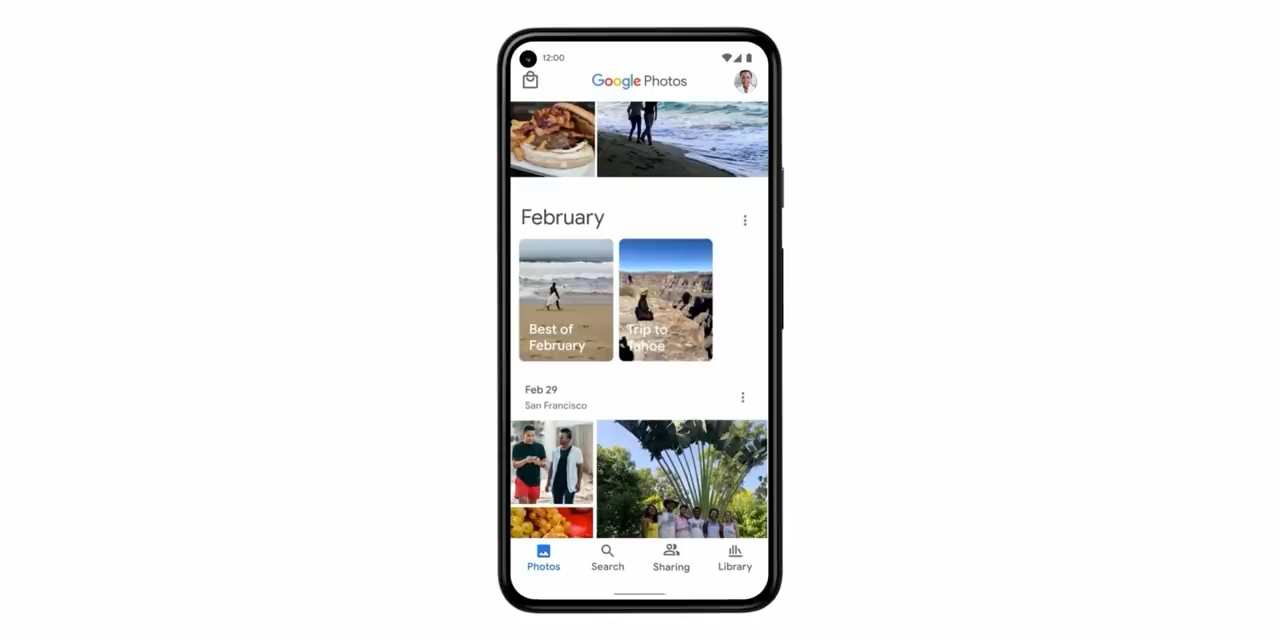 12:00
Google Photos
February
Best of
February
Trip to
Tahoe
Feb 29
San Francisco
Photos
Search
Sharing
Library